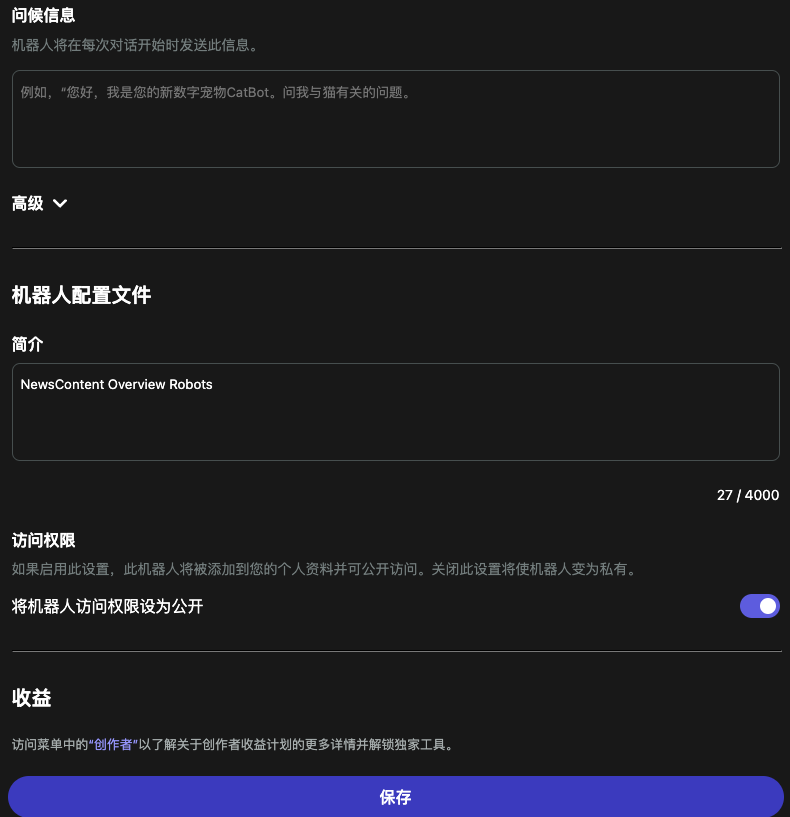 问候信息
机器人将在每次对话开始时发送此信息。
例如，“您好，我是您的新数字宠物CatBot。问我与猫有关的问题。
高级
机器人配置文件
简介
NewsContent Overview Robots
27 / 4000
访问权限
如果启用此设置，此机器人将被添加到您的个人资料并可公开访问。关闭此设置将使机器人变为私有。
将机器人访问权限设为公开
收益
访问菜单中的“创作者”以了解关于创作者收益计划的更多详情并解锁独家工具。
保存